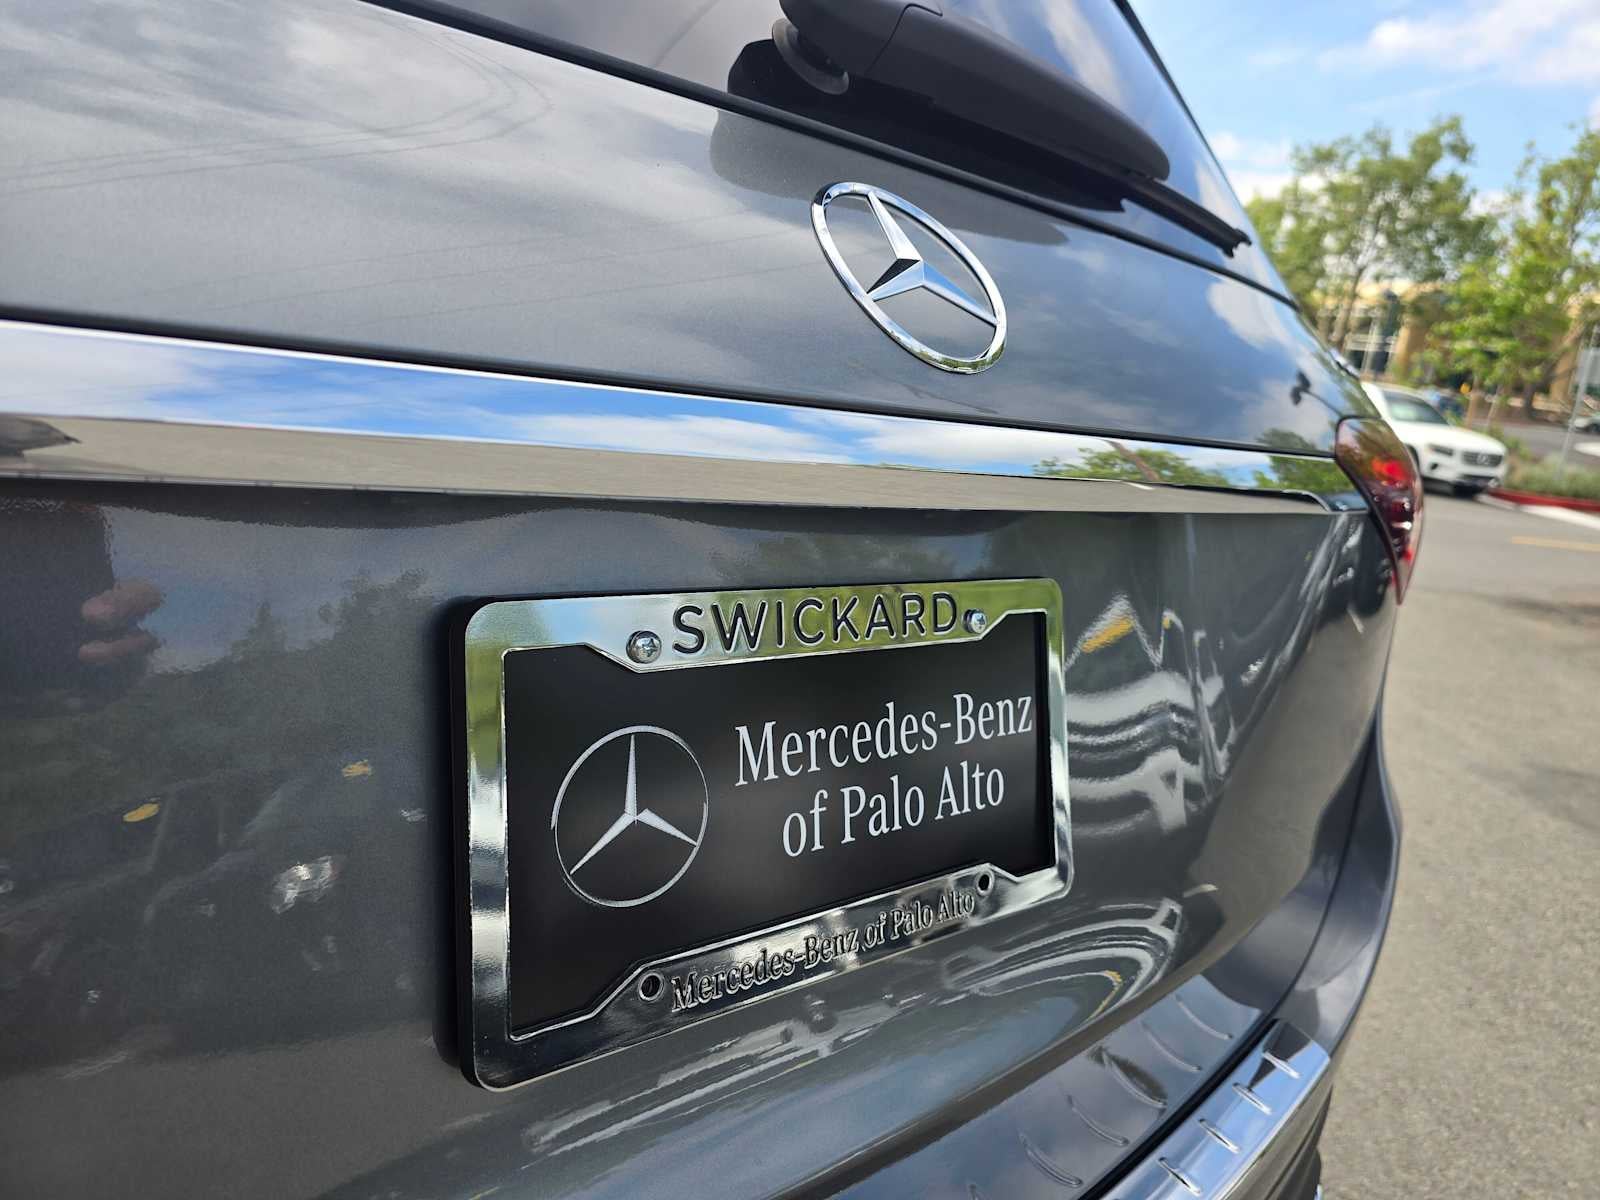 SWICKARD
Mercedes-Benz
of Palo Alto
Mercedes-Benz of Palo Alto